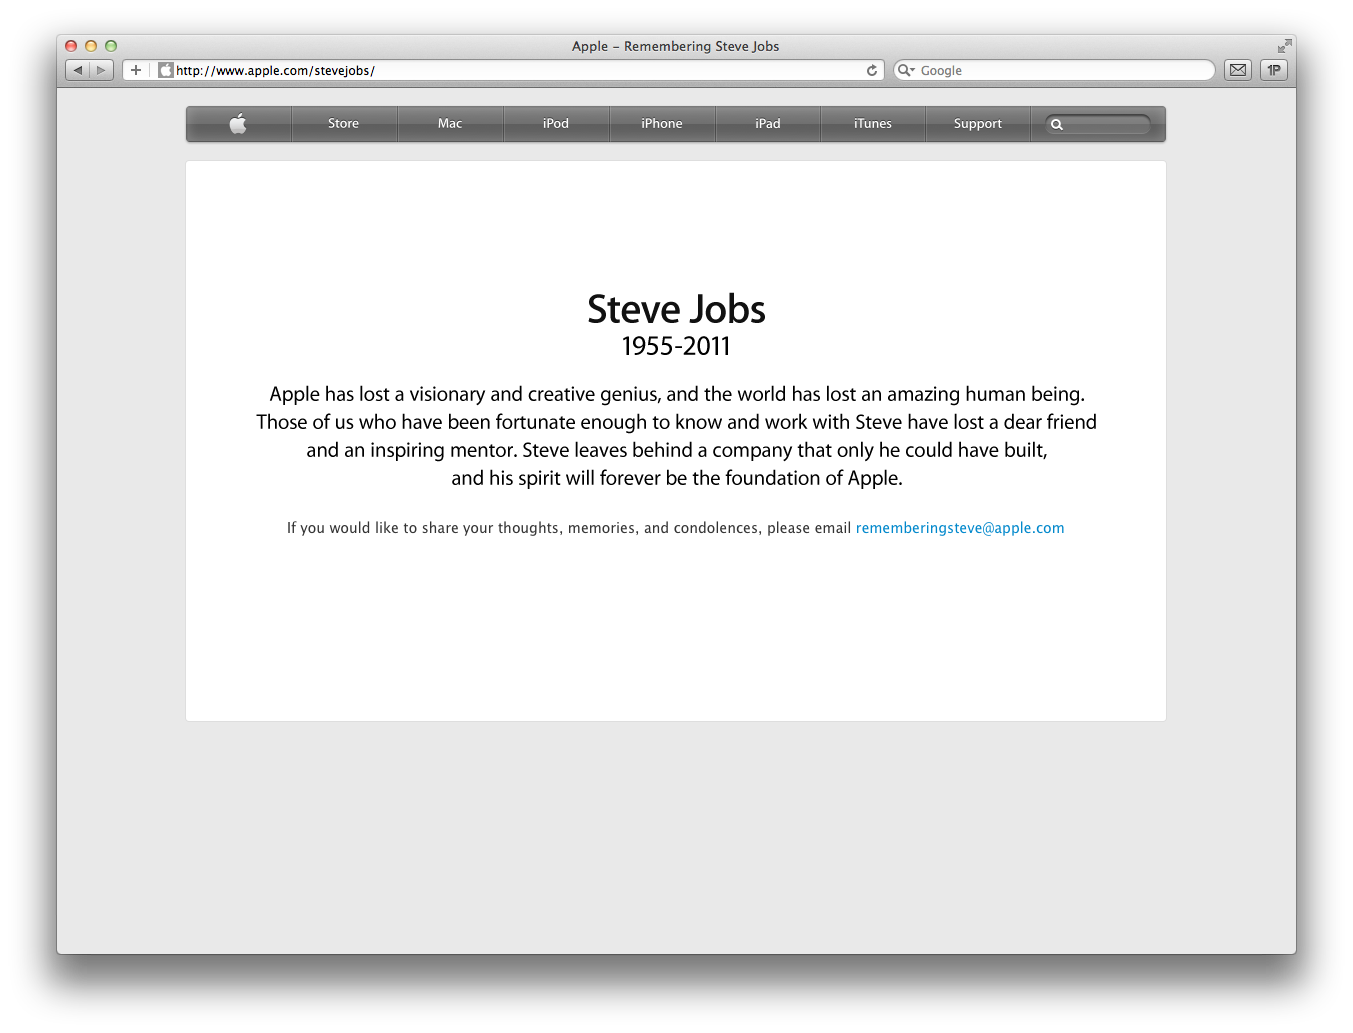 Apple – Remembering Steve Jobs
http://www.apple.com/stevejobs/
Google
1P
Store Mac iPod iPhone iPad iTunes Support
Steve Jobs
1955-2011
Apple has lost a visionary and creative genius, and the world has lost an amazing human being.
Those of us who have been fortunate enough to know and work with Steve have lost a dear friend
and an inspiring mentor. Steve leaves behind a company that only he could have built,
and his spirit will forever be the foundation of Apple.
If you would like to share your thoughts, memories, and condolences, please email rememberingsteve@apple.com